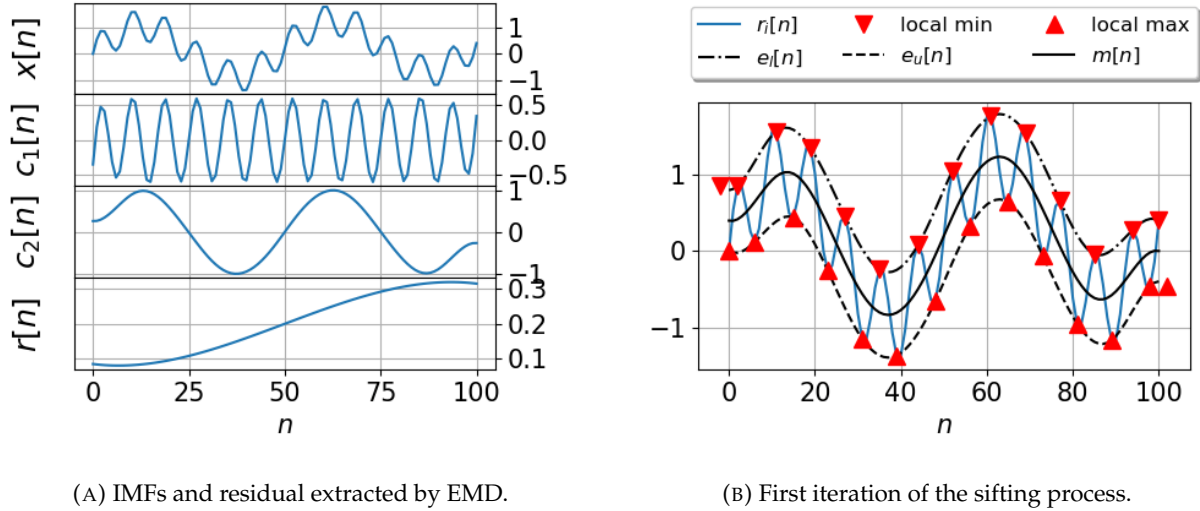 x[n]
1
0
−1
c₁[n]
0.5
0.0
−0.5
c₂[n]
1
0
−1
r[n]
0.3
0.2
0.1
0 25 50 75 100
n
rᵢ[n] local min local max
eₗ[n] eᵤ[n] m[n]
1
0
−1
0 20 40 60 80 100
n
(A) IMFs and residual extracted by EMD.
(B) First iteration of the sifting process.